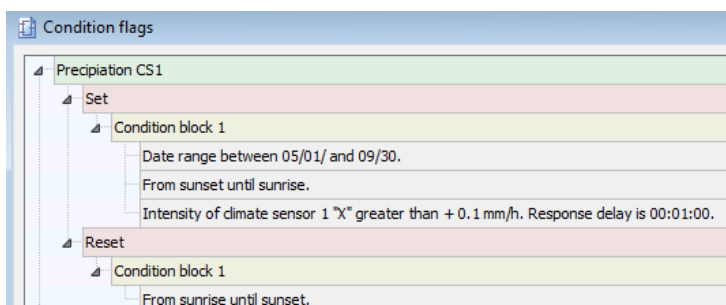 Condition flags
Precipiation CS1
Set
Condition block 1
Date range between 05/01/ and 09/30.
From sunset until sunrise.
Intensity of climate sensor 1 "X" greater than + 0.1 mm/h. Response delay is 00:01:00.
Reset
Condition block 1
From sunrise until sunset.